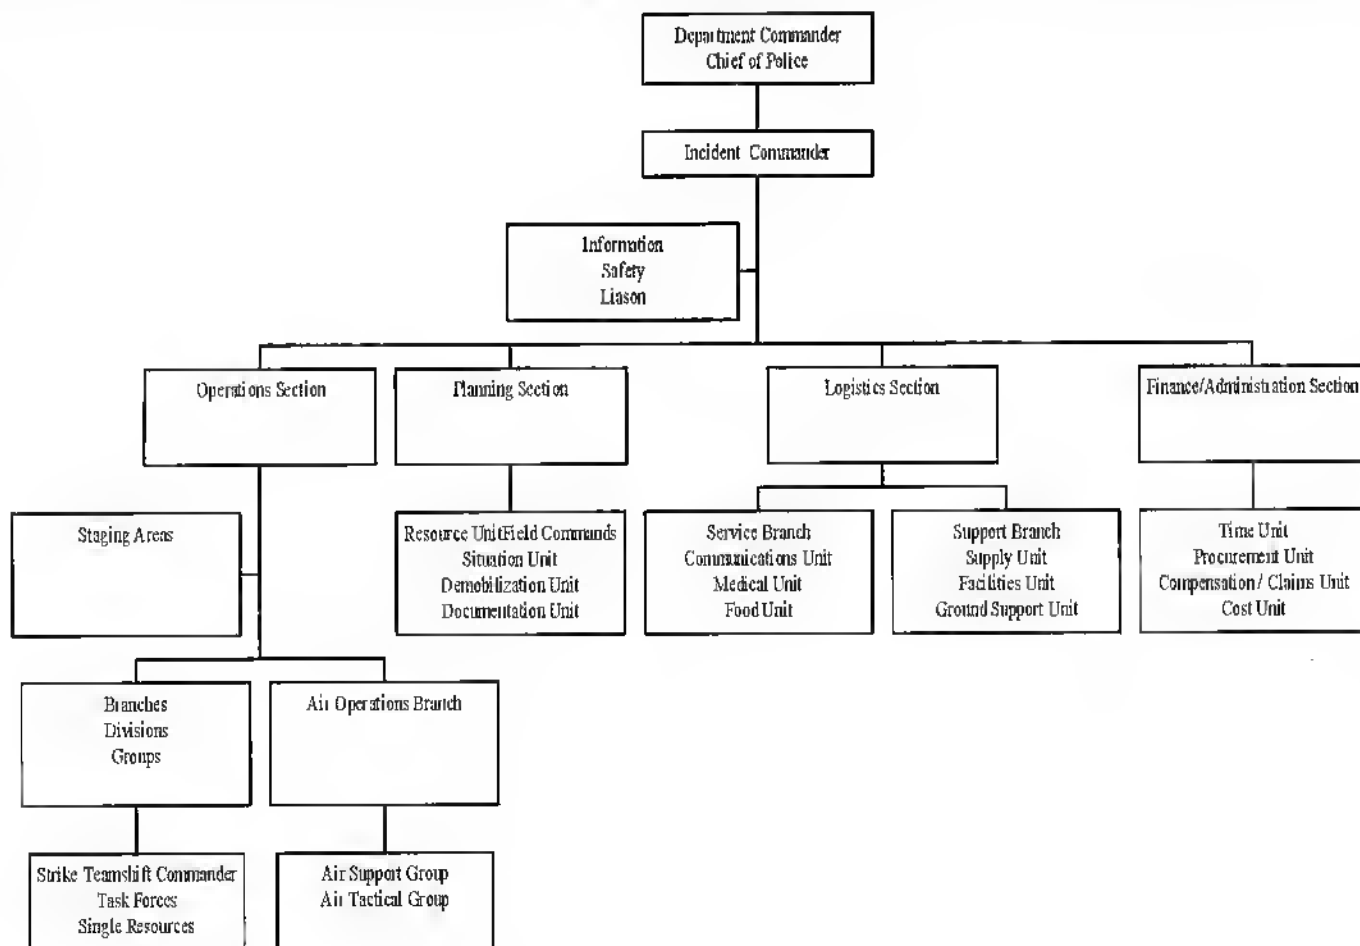 Department Commander
Chief of Police
Incident Commander
Information
Safety
Liason
Operations Section
Planning Section
Logistics Section
Finance/Administration Section
Staging Areas
Resource UnitField Commands
Situation Unit
Demobilization Unit
Documentation Unit
Service Branch
Communications Unit
Medical Unit
Food Unit
Support Branch
Supply Unit
Facilities Unit
Ground Support Unit
Time Unit
Procurement Unit
Compensation / Claims Unit
Cost Unit
Branches
Divisions
Groups
Air Operations Branch
Strike Teamshift Commander
Task Forces
Single Resources
Air Support Group
Air Tactical Group